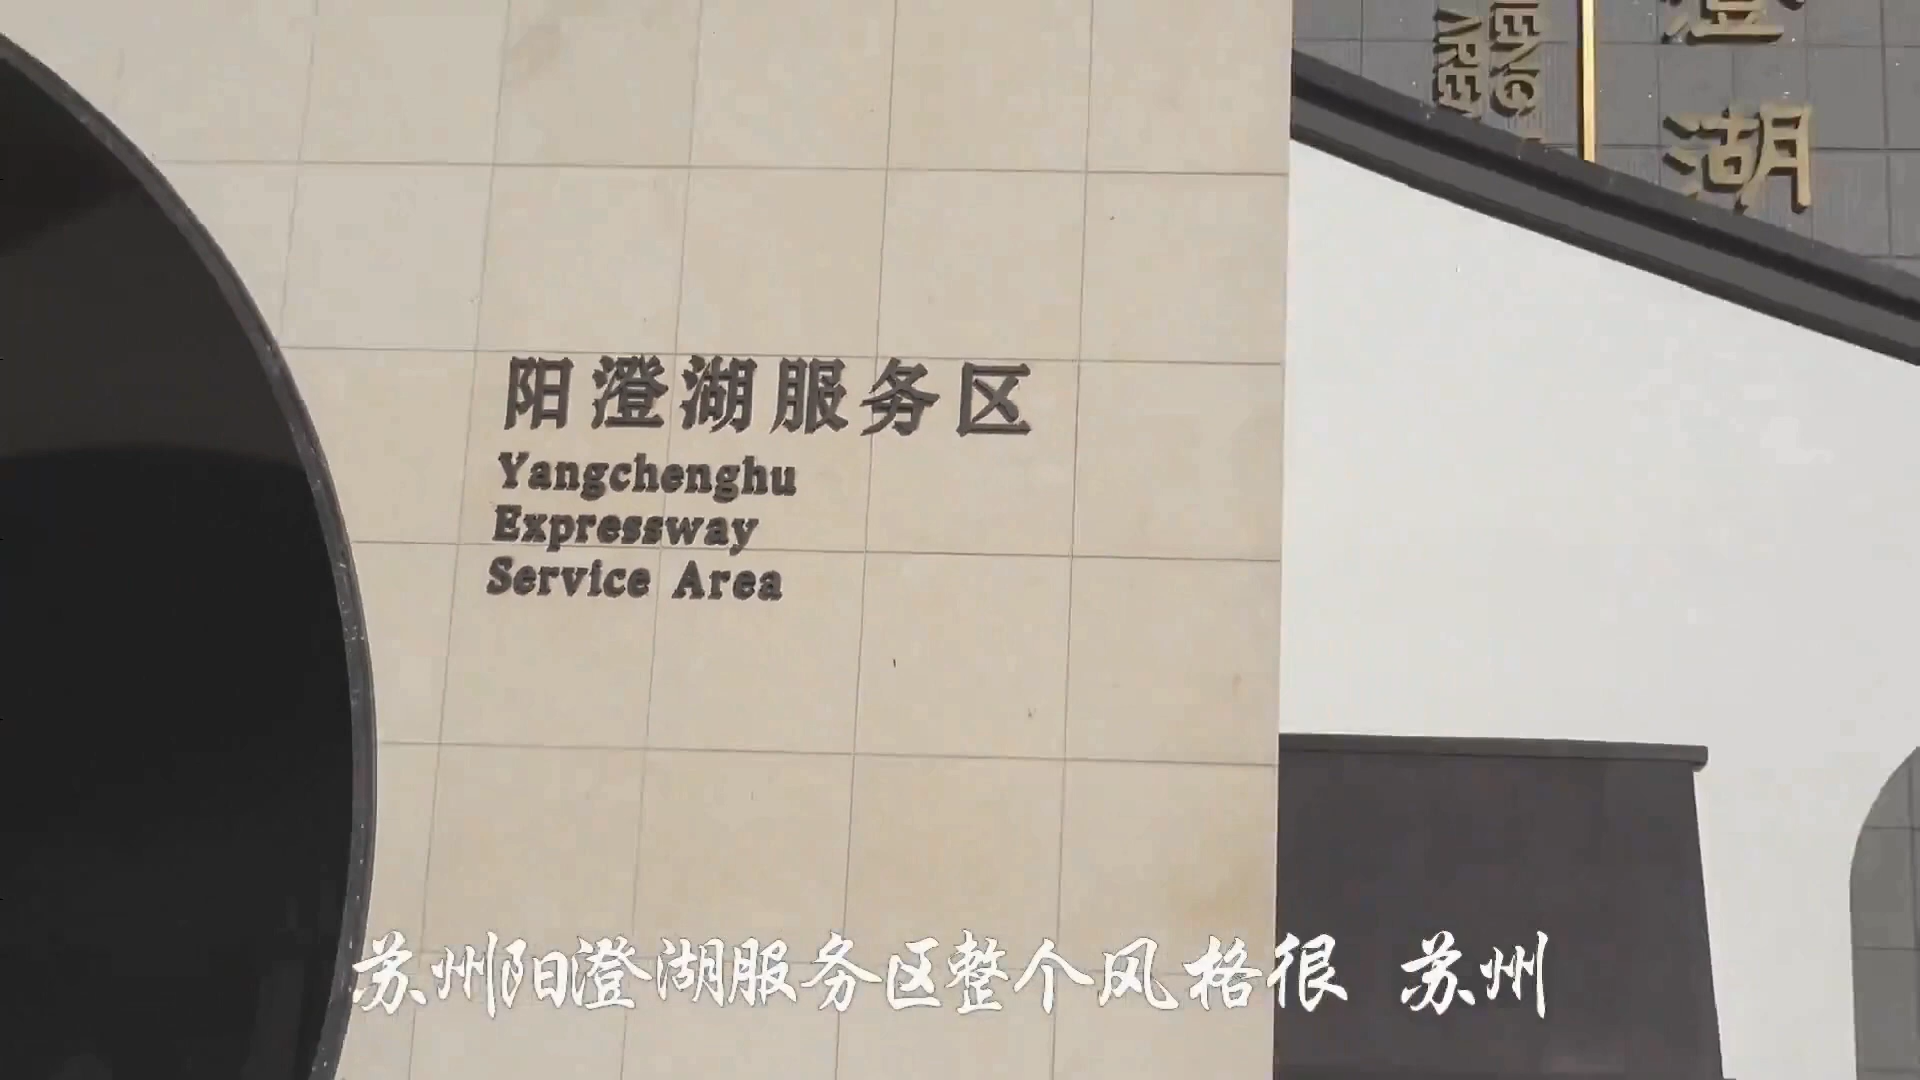 澄湖
阳澄湖服务区
Yangchenghu
Expressway
Service Area
苏州阳澄湖服务区整个风格很 苏州